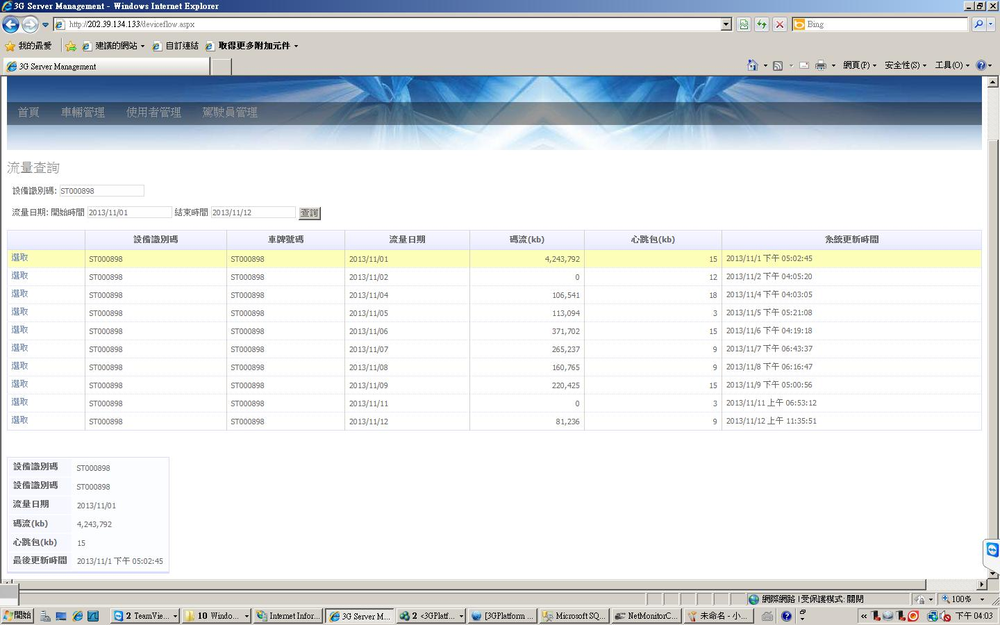 3G Server Management - Windows Internet Explorer
http://202.39.134.133/deviceflow.aspx
Bing
我的最愛 建議的網站 自訂連結 取得更多附加元件
3G Server Management
網頁(P) 安全性(S) 工具(O)
首頁 車輛管理 使用者管理 駕駛員管理
流量查詢
設備識別碼: ST000898
流量日期: 開始時間 2013/11/01 結束時間 2013/11/12 查詢
設備識別碼 車牌號碼 流量日期 碼流(kb) 心跳包(kb) 系統更新時間
選取 ST000898 ST000898 2013/11/01 4,243,792 15 2013/11/1 下午 05:02:45
選取 ST000898 ST000898 2013/11/02 0 12 2013/11/2 下午 04:05:20
選取 ST000898 ST000898 2013/11/04 106,541 18 2013/11/4 下午 04:03:05
選取 ST000898 ST000898 2013/11/05 113,094 3 2013/11/5 下午 05:21:08
選取 ST000898 ST000898 2013/11/06 371,702 15 2013/11/6 下午 04:19:18
選取 ST000898 ST000898 2013/11/07 265,237 9 2013/11/7 下午 06:43:37
選取 ST000898 ST000898 2013/11/08 160,765 9 2013/11/8 下午 06:16:47
選取 ST000898 ST000898 2013/11/09 220,425 15 2013/11/9 下午 05:00:56
選取 ST000898 ST000898 2013/11/11 0 3 2013/11/11 上午 06:53:12
選取 ST000898 ST000898 2013/11/12 81,236 9 2013/11/12 上午 11:35:51
設備識別碼 ST000898
設備識別碼 ST000898
流量日期 2013/11/01
碼流(kb) 4,243,792
心跳包(kb) 15
最後更新時間 2013/11/1 下午 05:02:45
網際網路 | 受保護模式: 關閉 100%
開始 2 TeamVie... 10 Windo... Internet Infor... 3G Server M... 2 <3GPlatf... [3GPlatform ... Microsoft SQ... NetMonitorC... 未命名 - 小... « 下午 04:03